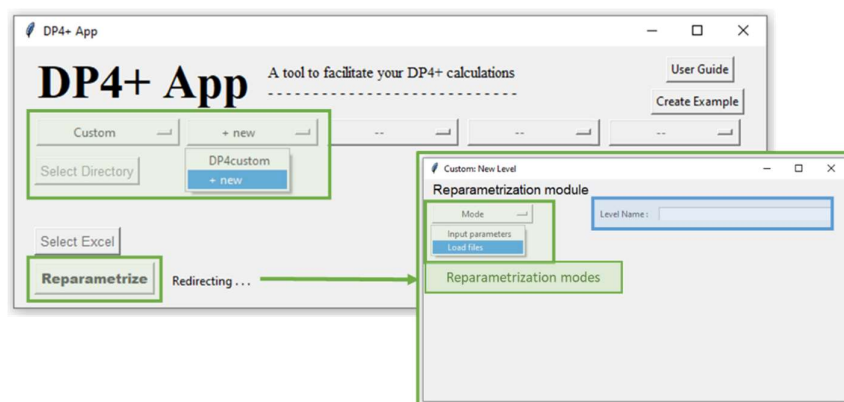 DP4+ App
DP4+ App
A tool to facilitate your DP4+ calculations
User Guide
Create Example
Custom
+ new
--
--
--
DP4custom
+ new
Select Directory
Select Excel
Reparametrize
Redirecting . . .
Custom: New Level
Reparametrization module
Mode
Level Name :
Input parameters
Load files
Reparametrization modes